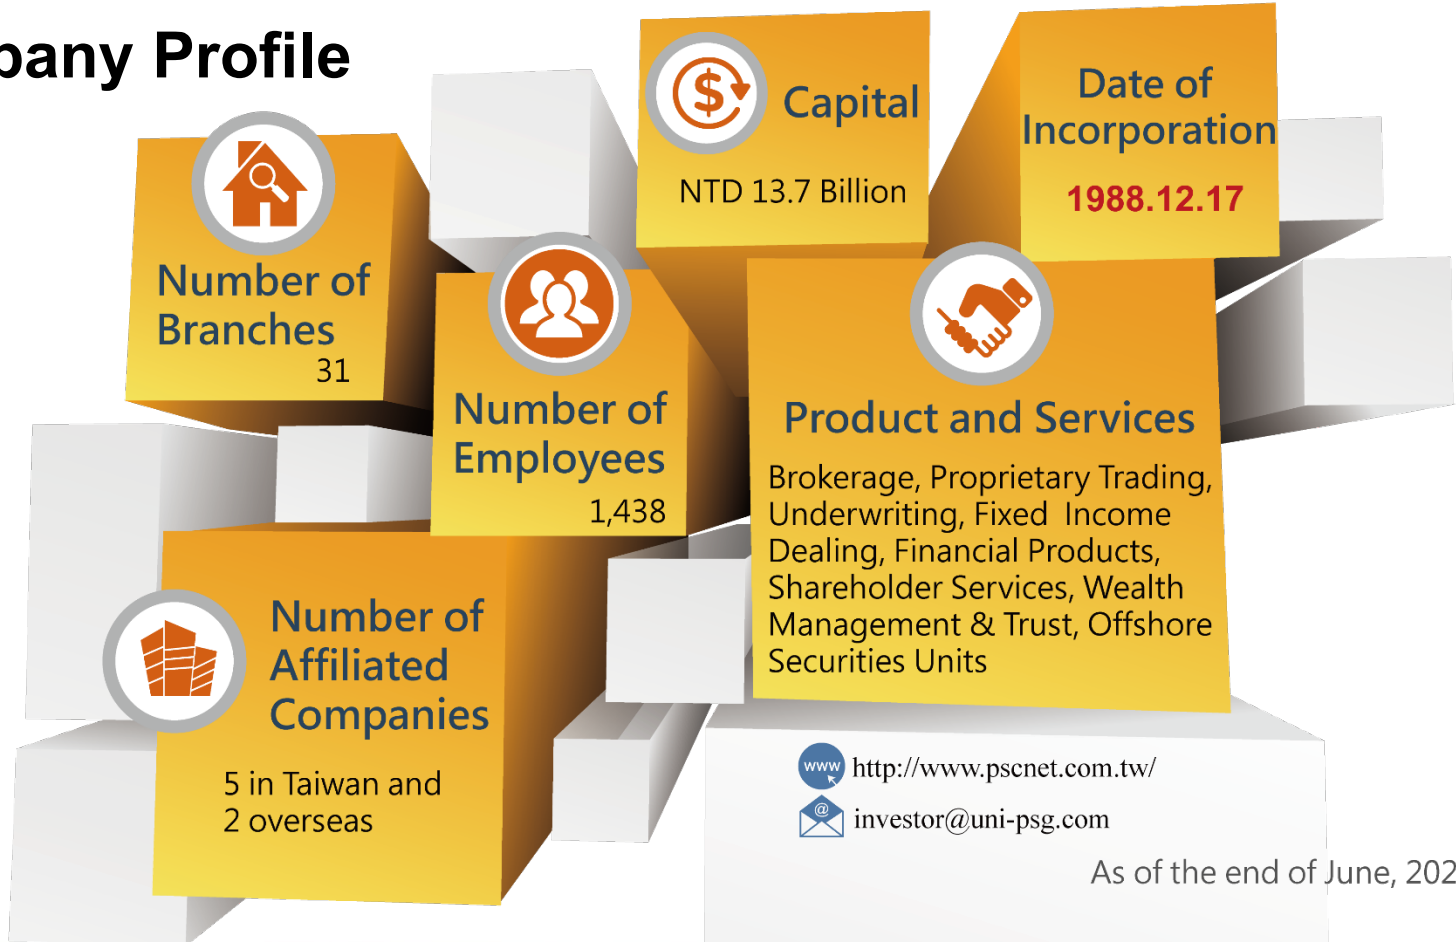 pany Profile
Capital
NTD 13.7 Billion
Date of
Incorporation
1988.12.17
Number of
Branches
31
Number of
Employees
1,438
Product and Services
Brokerage, Proprietary Trading,
Underwriting, Fixed Income
Dealing, Financial Products,
Shareholder Services, Wealth
Management & Trust, Offshore
Securities Units
Number of
Affiliated
Companies
5 in Taiwan and
2 overseas
www http://www.pscnet.com.tw/
@ investor@uni-psg.com
As of the end of June, 202